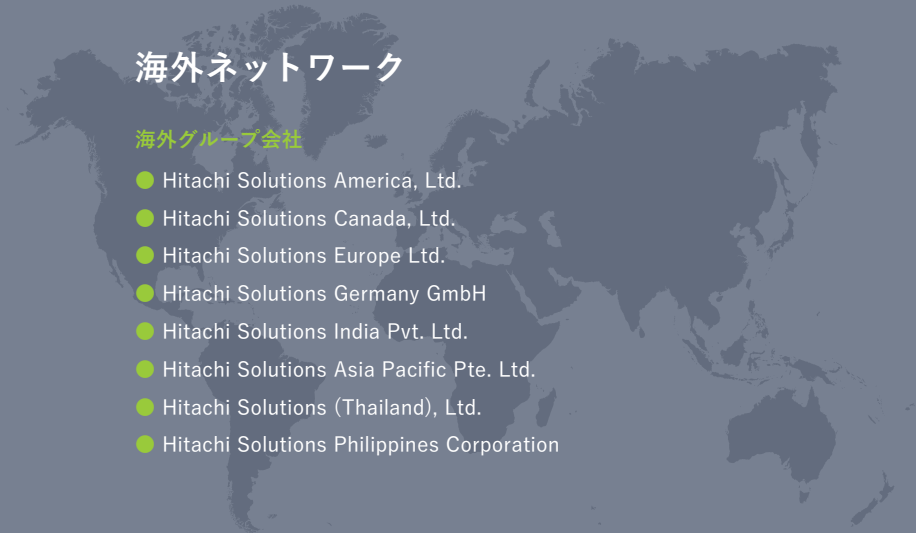 海外ネットワーク
海外グループ会社
● Hitachi Solutions America, Ltd.
● Hitachi Solutions Canada, Ltd.
● Hitachi Solutions Europe Ltd.
● Hitachi Solutions Germany GmbH
● Hitachi Solutions India Pvt. Ltd.
● Hitachi Solutions Asia Pacific Pte. Ltd.
● Hitachi Solutions (Thailand), Ltd.
● Hitachi Solutions Philippines Corporation